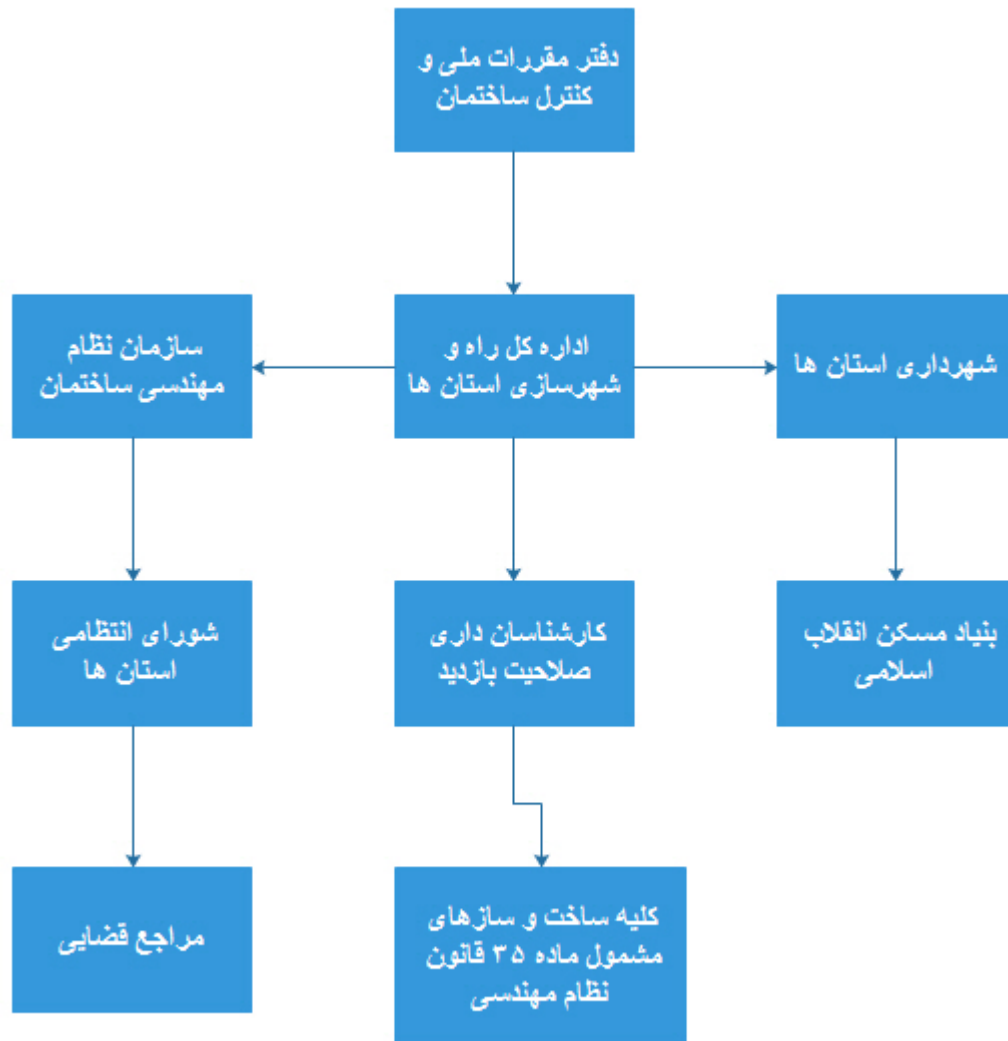 دفتر مقررات ملی و
کنترل ساختمان
شهرداری استان ها
اداره کل راه و
شهرسازی استان ها
سازمان نظام
مهندسی ساختمان
بنیاد مسکن انقلاب
اسلامی
کارشناسان داری
صلاحیت بازدید
شورای انتظامی
استان ها
کلیه ساخت و سازهای
مشمول ماده ۳۵ قانون
نظام مهندسی
مراجع قضایی